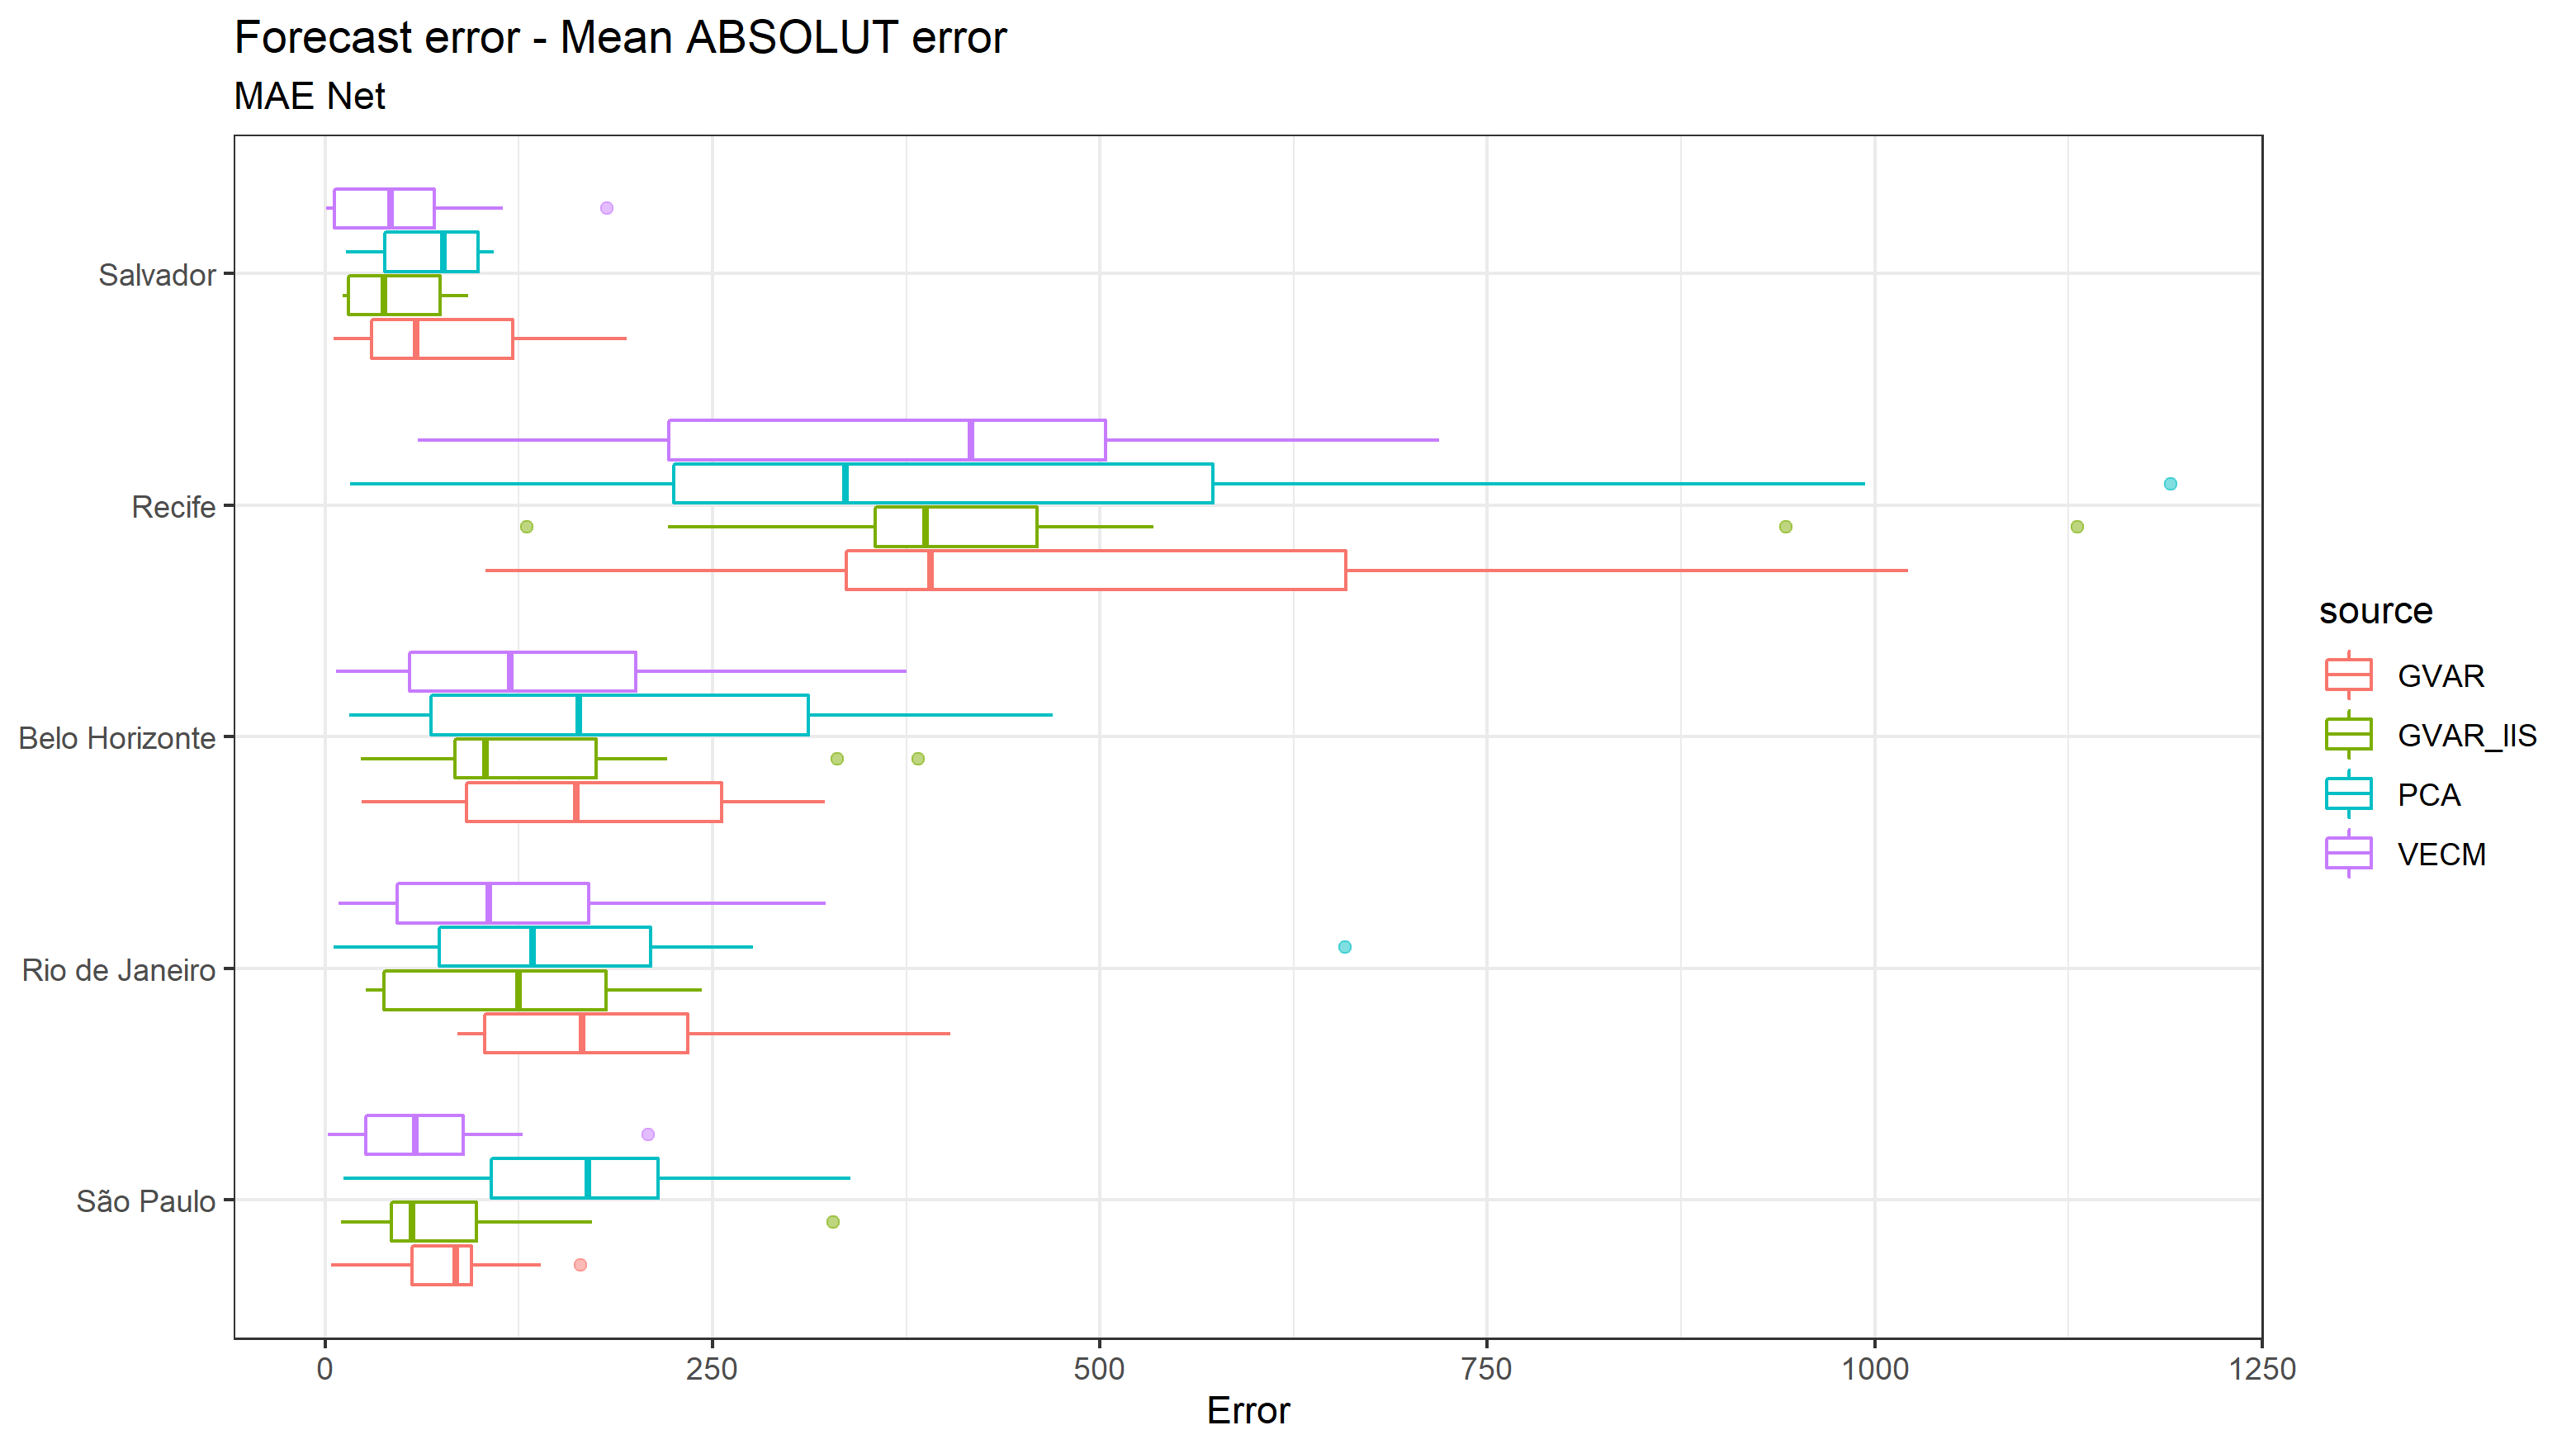 Forecast error - Mean ABSOLUT error
MAE Net
Salvador
Recife
Belo Horizonte
Rio de Janeiro
São Paulo
0 250 500 750 1000 1250
Error
source
GVAR
GVAR_IIS
PCA
VECM